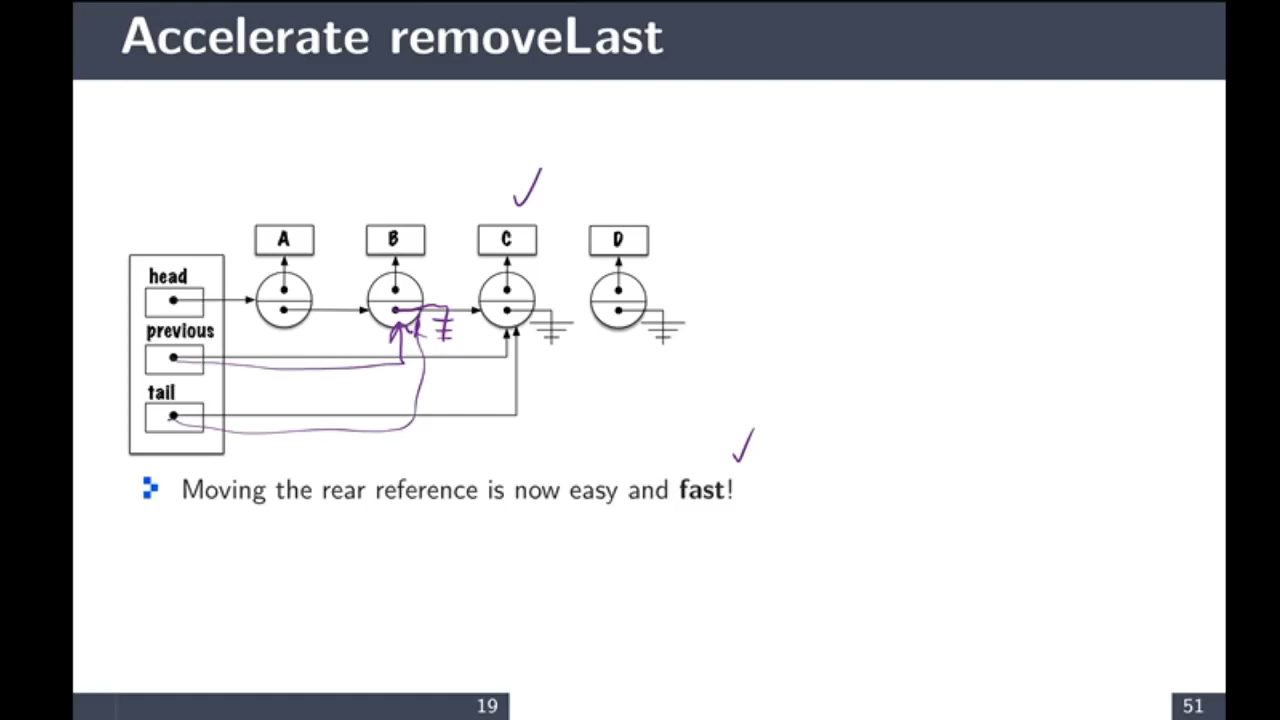 Accelerate removeLast
A B C D
head
previous
tail
Moving the rear reference is now easy and fast!
19 51